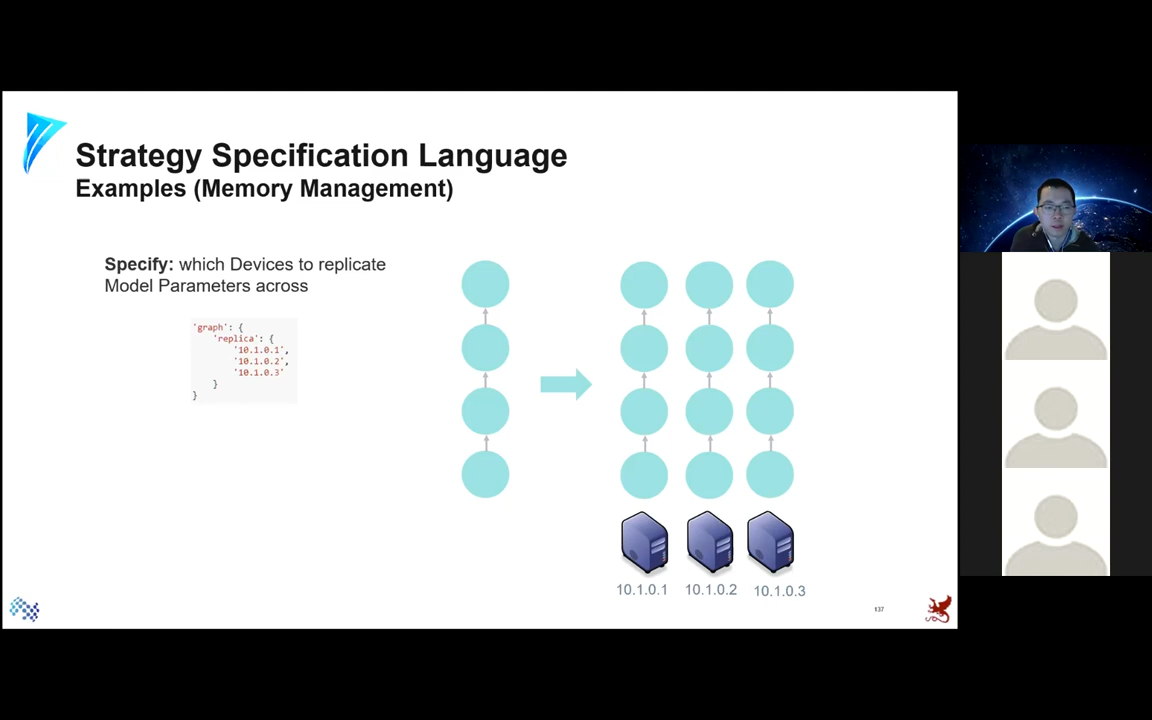 Strategy Specification Language
Examples (Memory Management)
Specify: which Devices to replicate
Model Parameters across
'graph': {
'replica': {
'10.1.0.1',
'10.1.0.2',
'10.1.0.3'
}
}
10.1.0.1 10.1.0.2 10.1.0.3
137